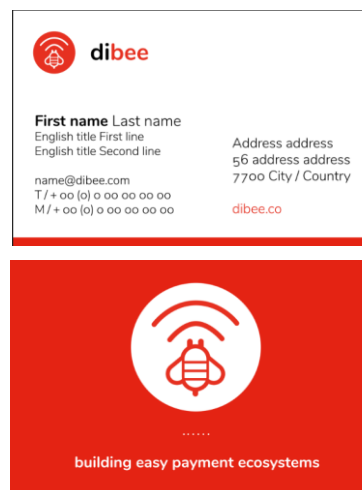 dibee
First name Last name
English title First line
English title Second line
name@dibee.com
T / + 00 (0) 0 00 00 00 00
M / + 00 (0) 0 00 00 00 00
Address address
56 address address
7700 City / Country
dibee.co
......
building easy payment ecosystems